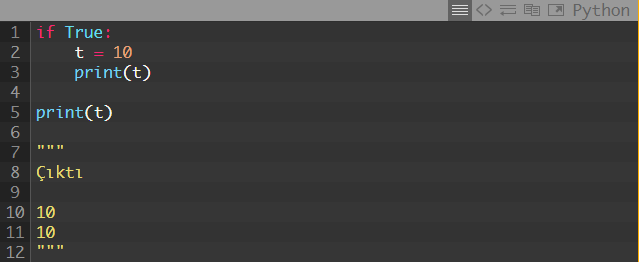 Python
1 if True:
2     t = 10
3     print(t)
4
5 print(t)
6
7 """
8 Çıktı
9
10 10
11 10
12 """